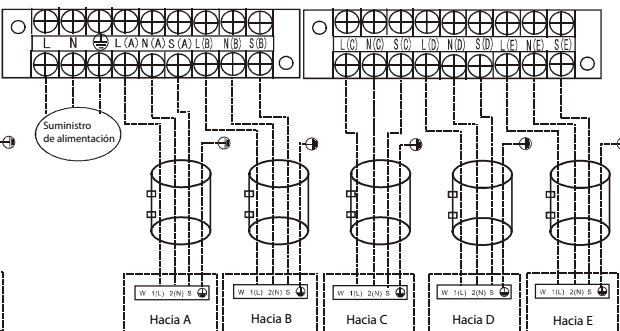 L N L(A) N(A) S(A) L(B) N(B) S(B)
L(C) N(C) S(C) L(D) N(D) S(D) L(E) N(E) S(E)
Suministro
de alimentación
W 1(L) 2(N) S
W 1(L) 2(N) S
W 1(L) 2(N) S
W 1(L) 2(N) S
W 1(L) 2(N) S
Hacia A
Hacia B
Hacia C
Hacia D
Hacia E